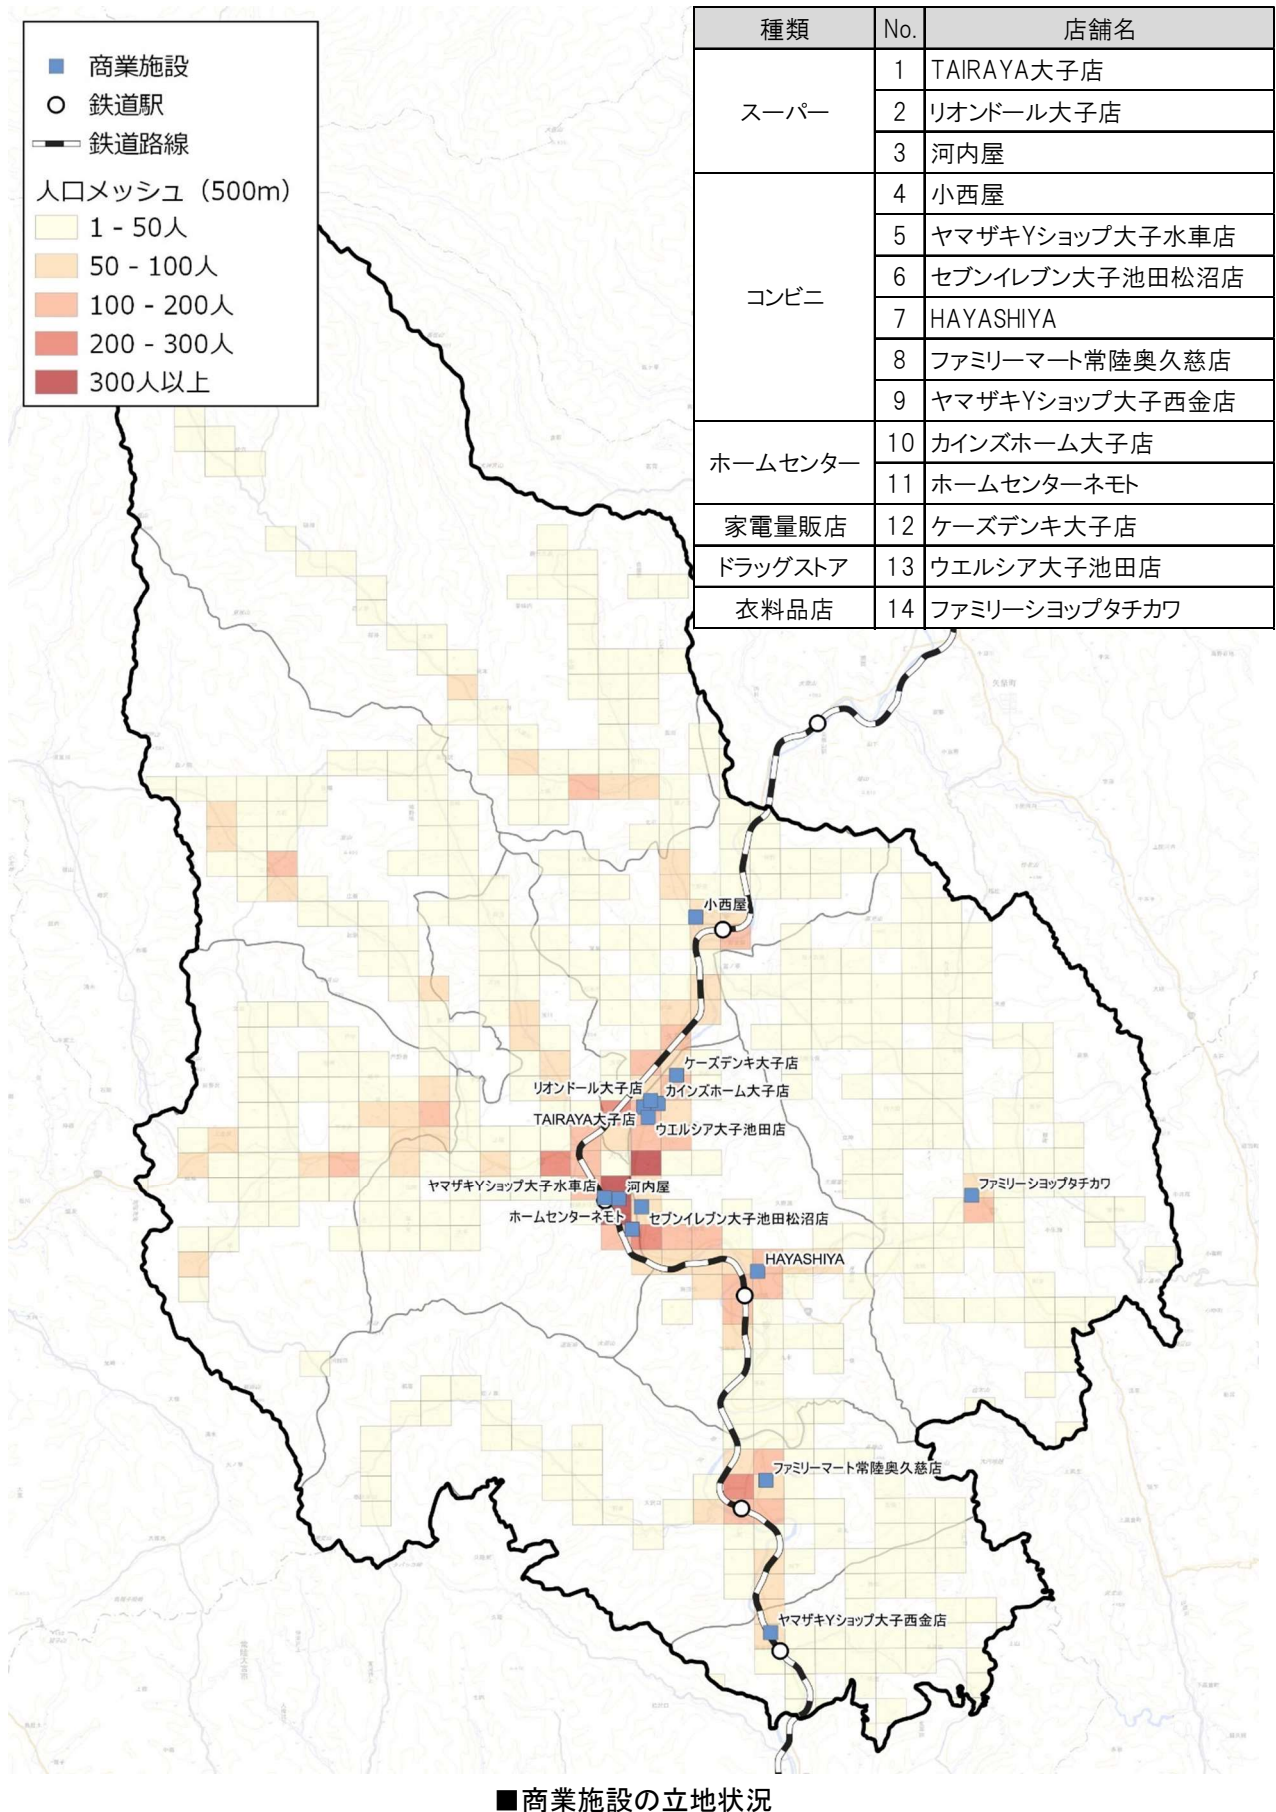 商業施設
鉄道駅
鉄道路線
人口メッシュ（500m）
1 - 50人
50 - 100人
100 - 200人
200 - 300人
300人以上
種類 No. 店舗名
スーパー
1 TAIRAYA大子店
2 リオンドール大子店
3 河内屋
コンビニ
4 小西屋
5 ヤマザキYショップ大子水車店
6 セブンイレブン大子池田松沼店
7 HAYASHIYA
8 ファミリーマート常陸奥久慈店
9 ヤマザキYショップ大子西金店
ホームセンター
10 カインズホーム大子店
11 ホームセンターネモト
家電量販店 12 ケーズデンキ大子店
ドラッグストア 13 ウエルシア大子池田店
衣料品店 14 ファミリーシヨップタチカワ
小西屋
ケーズデンキ大子店
リオンドール大子店
カインズホーム大子店
TAIRAYA大子店
ウエルシア大子池田店
ヤマザキYショップ大子水車店
河内屋
ファミリーシヨップタチカワ
ホームセンターネモト
セブンイレブン大子池田松沼店
HAYASHIYA
ファミリーマート常陸奥久慈店
ヤマザキYショップ大子西金店
■商業施設の立地状況